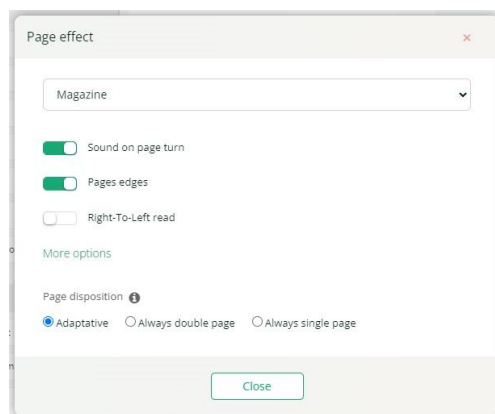 Page effect
Magazine
Sound on page turn
Pages edges
Right-To-Left read
More options
Page disposition
Adaptative Always double page Always single page
Close